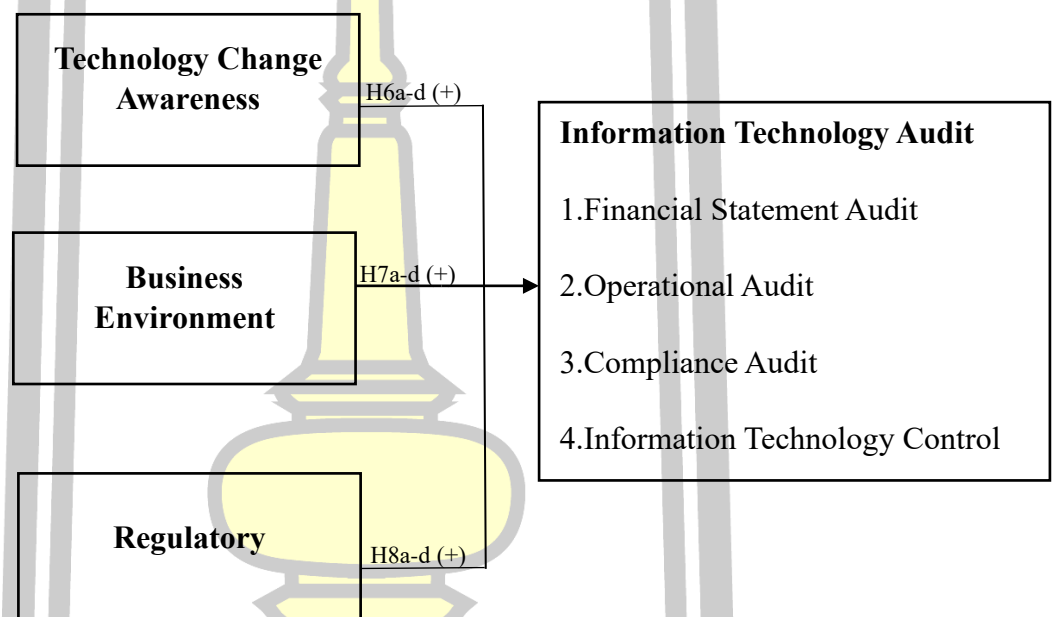 Technology Change
Awareness
H6a-d (+)
Information Technology Audit
1.Financial Statement Audit
Business
Environment
H7a-d (+)
2.Operational Audit
3.Compliance Audit
4.Information Technology Control
Regulatory
H8a-d (+)